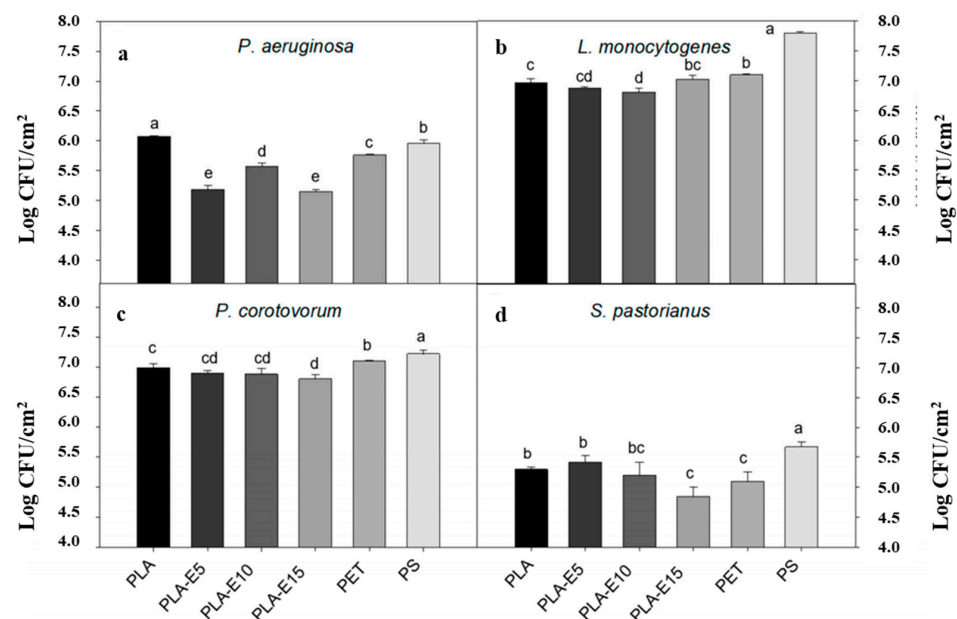 8.0
7.5
7.0
6.5
6.0
5.5
5.0
4.5
4.0
Log CFU/cm²
a
P. aeruginosa
a
e
d
e
c
b
b
L. monocytogenes
c
cd
d
bc
b
a
8.0
7.5
7.0
6.5
6.0
5.5
5.0
4.5
4.0
Log CFU/cm²
8.0
7.5
7.0
6.5
6.0
5.5
5.0
4.5
4.0
Log CFU/cm²
c
P. corotovorum
c
cd
cd
d
b
a
d
S. pastorianus
b
b
bc
c
c
a
8.0
7.5
7.0
6.5
6.0
5.5
5.0
4.5
4.0
Log CFU/cm²
PLA
PLA-E5
PLA-E10
PLA-E15
PET
PS
PLA
PLA-E5
PLA-E10
PLA-E15
PET
PS